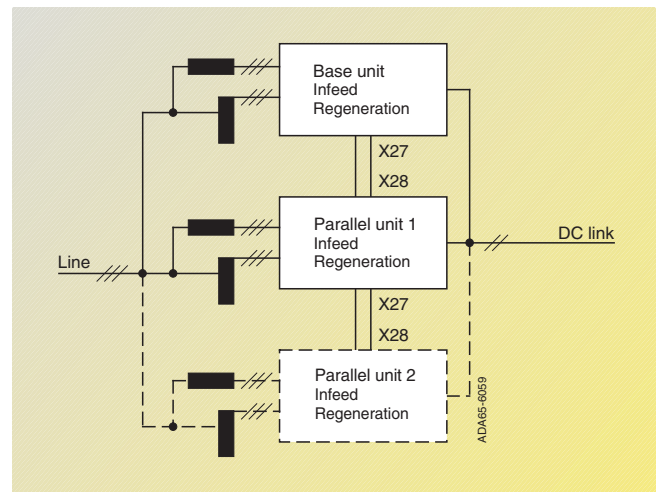 Base unit
Infeed
Regeneration
X27
X28
Parallel unit 1
Infeed
Regeneration
DC link
Line
X27
X28
Parallel unit 2
Infeed
Regeneration
ADA65-6059